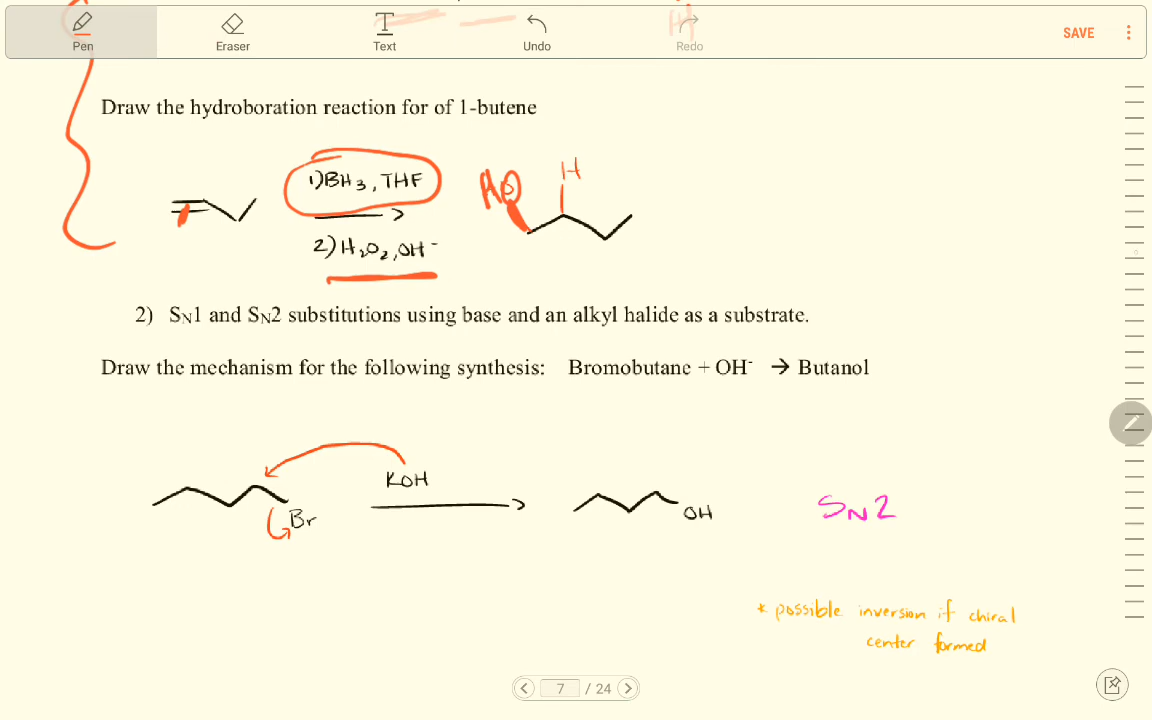 Pen
Eraser
Text
Undo
Redo
SAVE
Draw the hydroboration reaction for of 1-butene
1)BH3,THF
HO
H
2)H2O2,OH-
2) SN1 and SN2 substitutions using base and an alkyl halide as a substrate.
Draw the mechanism for the following synthesis: Bromobutane + OH- → Butanol
KOH
Br
OH
SN2
* possible inversion if chiral
center formed
7 / 24